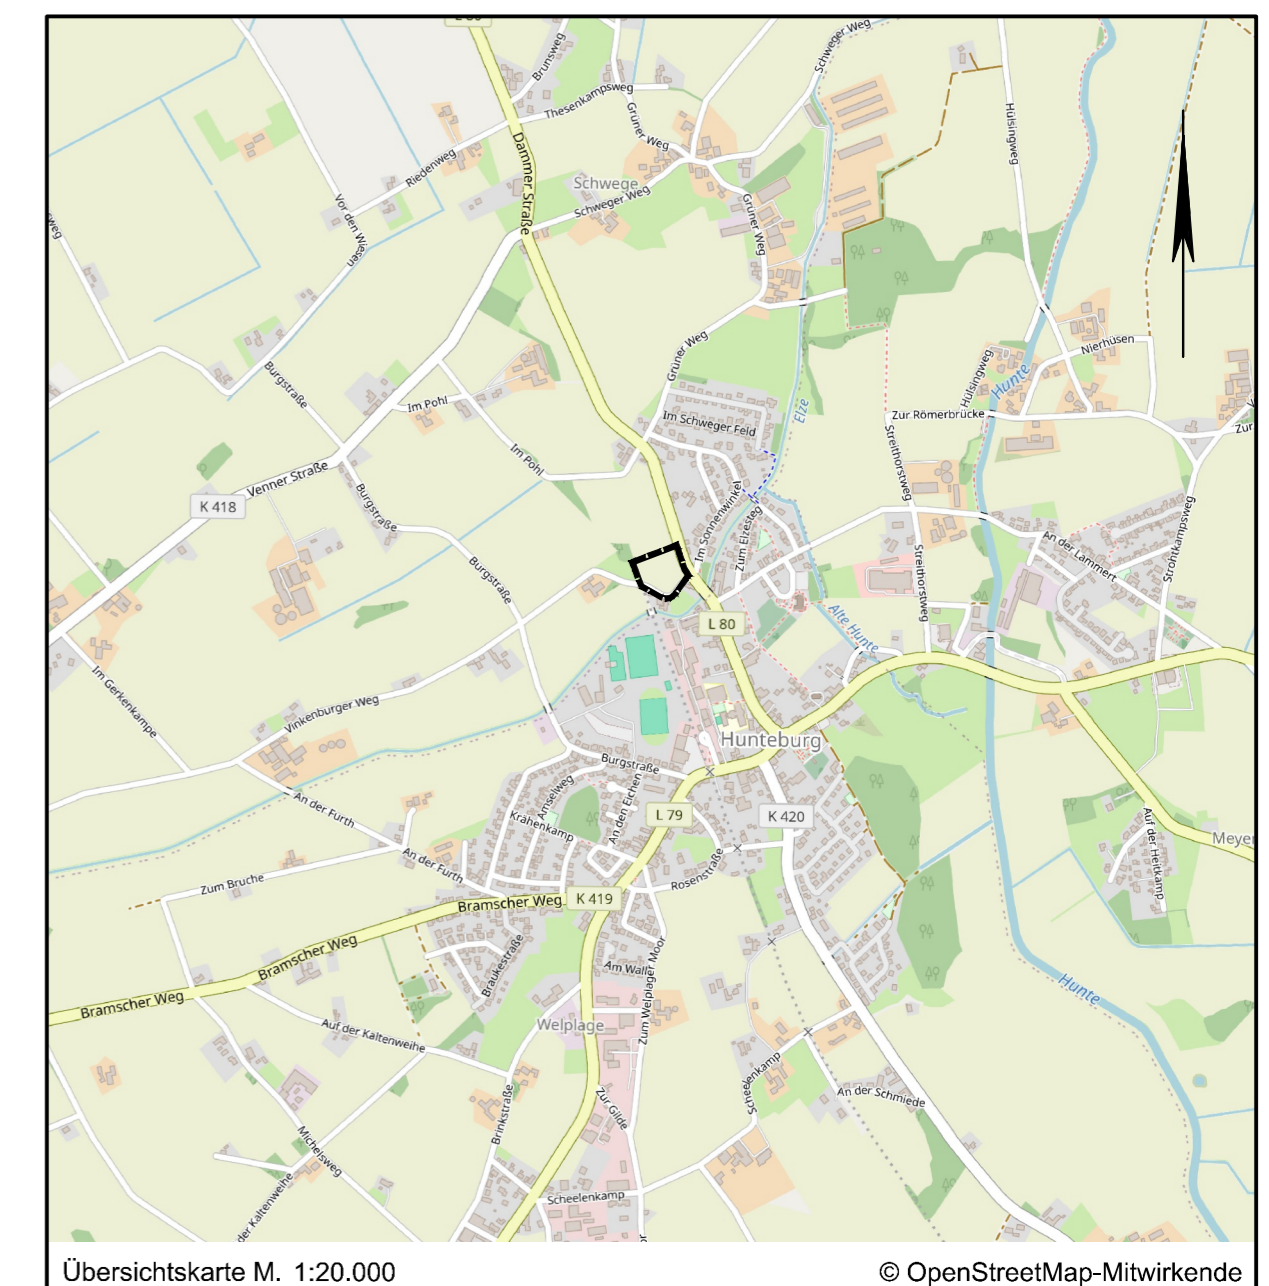 Brunsweg
Thesenkampsweg
Schweger Weg
Grüner Weg
Dammer Straße
Riedenweg
Schwege
Schweger Weg
Hülsingweg
Vor den Wiesen
Grüner Weg
Grüner Weg
Nierhüsen
Hülsingweg
Hunte
Burgstraße
Im Pohl
Im Schweger Feld
Elze
Zur Römerbrücke
Zur
Im Pohl
Streithorstweg
Venner Straße
K 418
Burgstraße
Im Sonnenwinkel
Zum Elzesteg
Strohtkampsweg
An der Lammert
Burgstraße
Streithorstweg
L 80
Alte Hunte
Im Gerkenkampe
Vinkenburger Weg
Hunteburg
Burgstraße
Amselweg
An den Eichen
An der Furth
Krähenkamp
L 79
K 420
Auf der Heitkamp
Meyer
An der Furth
Zum Bruche
Rosenstraße
K 419
Bramscher Weg
Bramscher Weg
Braukestraße
Am Wall
Zum Welplager Moor
Hunte
Bramscher Weg
Welplage
Auf der Kaltenweihe
Scheelenkamp
An der Schmiede
Brinkstraße
Zur Gilde
Michelsweg
der Kaltenweihe
Scheelenkamp
Übersichtskarte M. 1:20.000
© OpenStreetMap-Mitwirkende